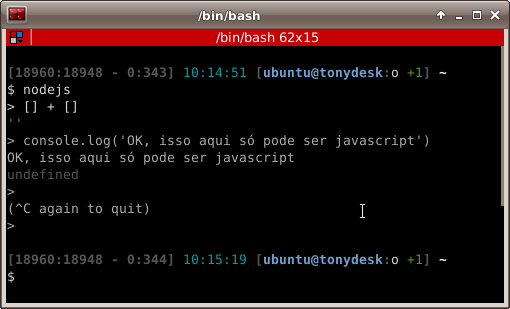 /bin/bash
/bin/bash 62x15
[18960:18948 - 0:343] 10:14:51 [ubuntu@tonydesk:o +1] ~
$ nodejs
> [] + []
''
> console.log('OK, isso aqui só pode ser javascript')
OK, isso aqui só pode ser javascript
undefined
>
(^C again to quit)
>
[18960:18948 - 0:344] 10:15:19 [ubuntu@tonydesk:o +1] ~
$